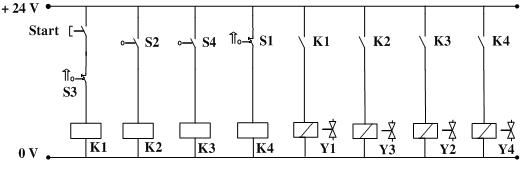 + 24 V
Start S2 S4 S1 K1 K2 K3 K4
S3
0 V K1 K2 K3 K4 Y1 Y3 Y2 Y4